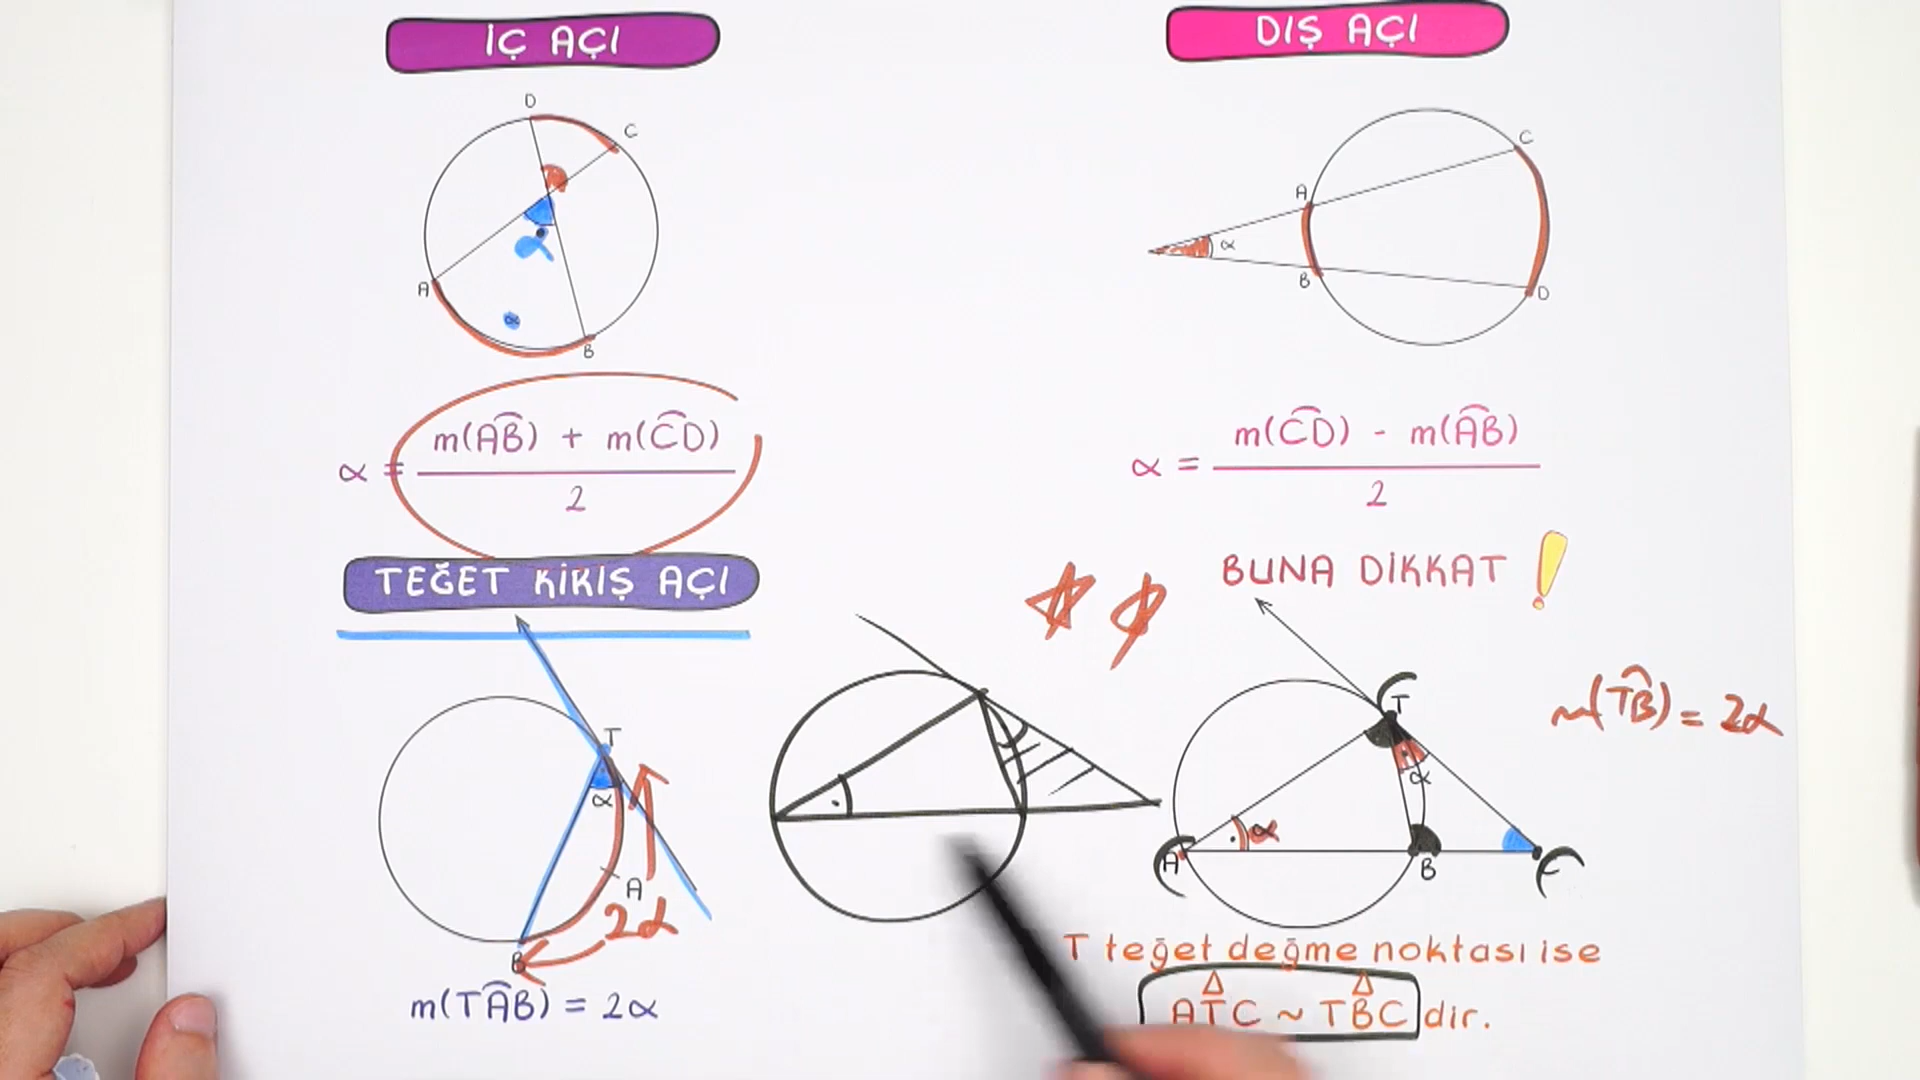 İÇ AÇI
D
C
α
A
α
B
α = m(AB) + m(CD)
2
DIŞ AÇI
C
A
α
B
D
α = m(CD) - m(AB)
2
TEĞET KİRİŞ AÇI
T
α
A
2α
B
m(TAB) = 2α
BUNA DİKKAT !
T
α
α
A
B
m(TB) = 2α
T teğet değme noktası ise
ATC ~ TBC dir.